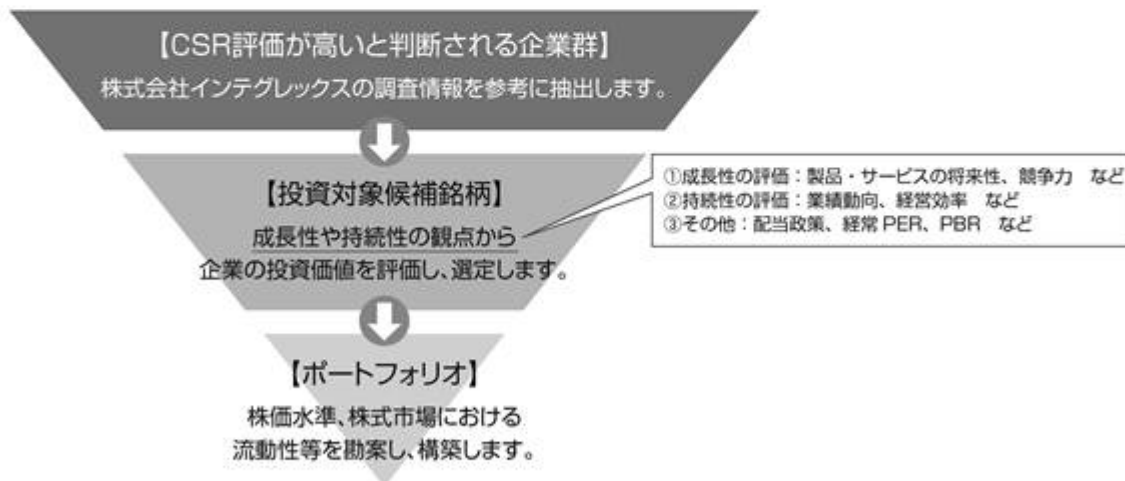 【CSR評価が高いと判断される企業群】
株式会社インテグレックスの調査情報を参考に抽出します。
【投資対象候補銘柄】
成長性や持続性の観点から
企業の投資価値を評価し、選定します。
①成長性の評価：製品・サービスの将来性、競争力　など
②持続性の評価：業績動向、経営効率　など
③その他：配当政策、経常 PER、PBR　など
【ポートフォリオ】
株価水準、株式市場における
流動性等を勘案し、構築します。